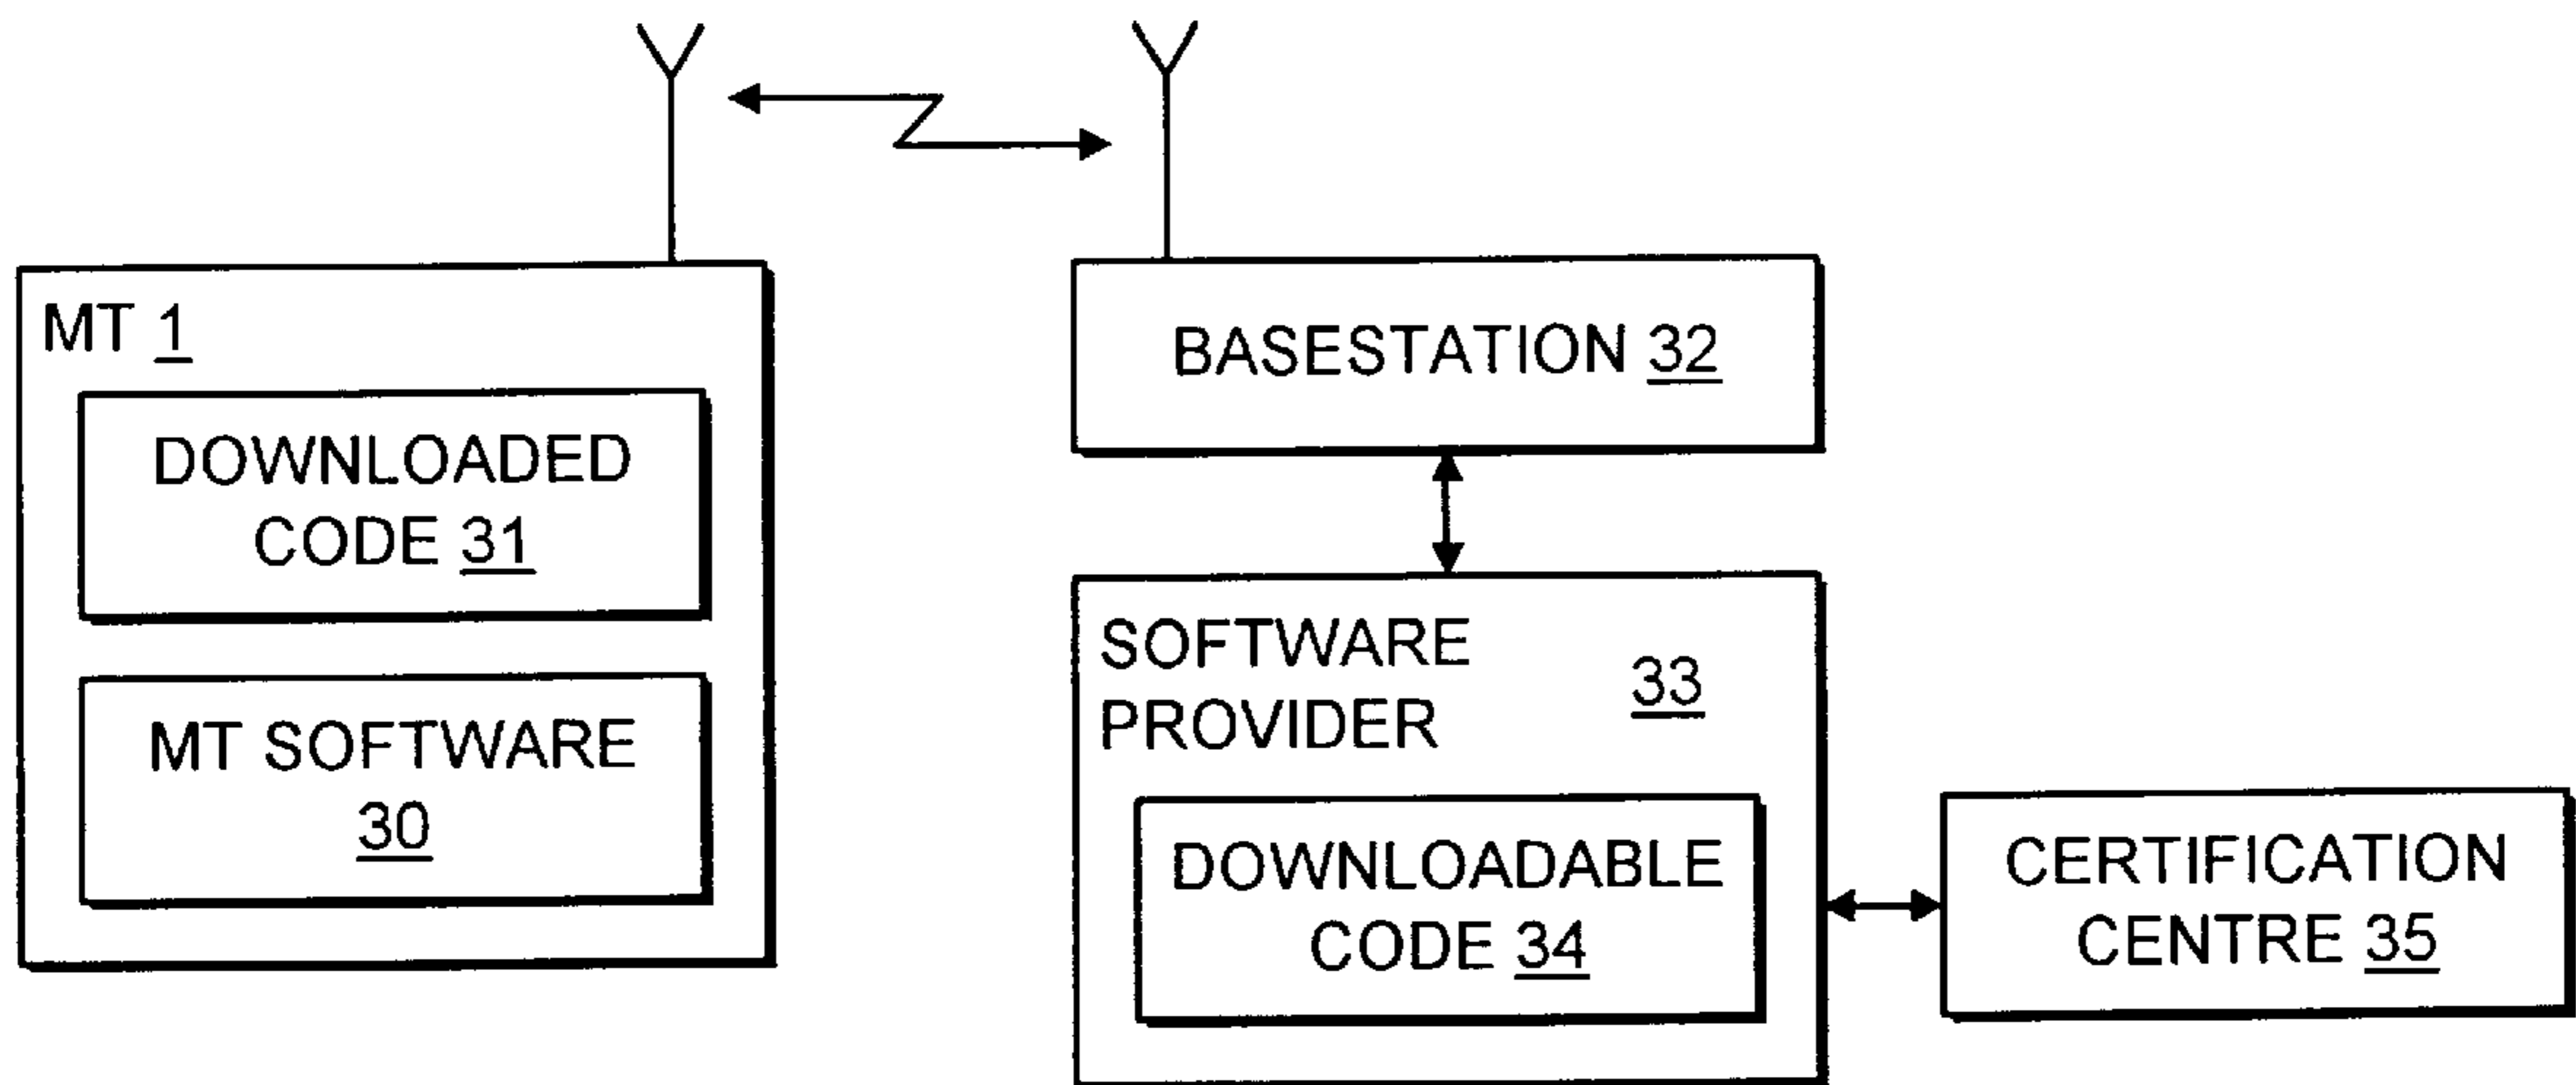 MT 1
DOWNLOADED
CODE 31
MT SOFTWARE
30
BASESTATION 32
SOFTWARE
PROVIDER
33
DOWNLOADABLE
CODE 34
CERTIFICATION
CENTRE 35